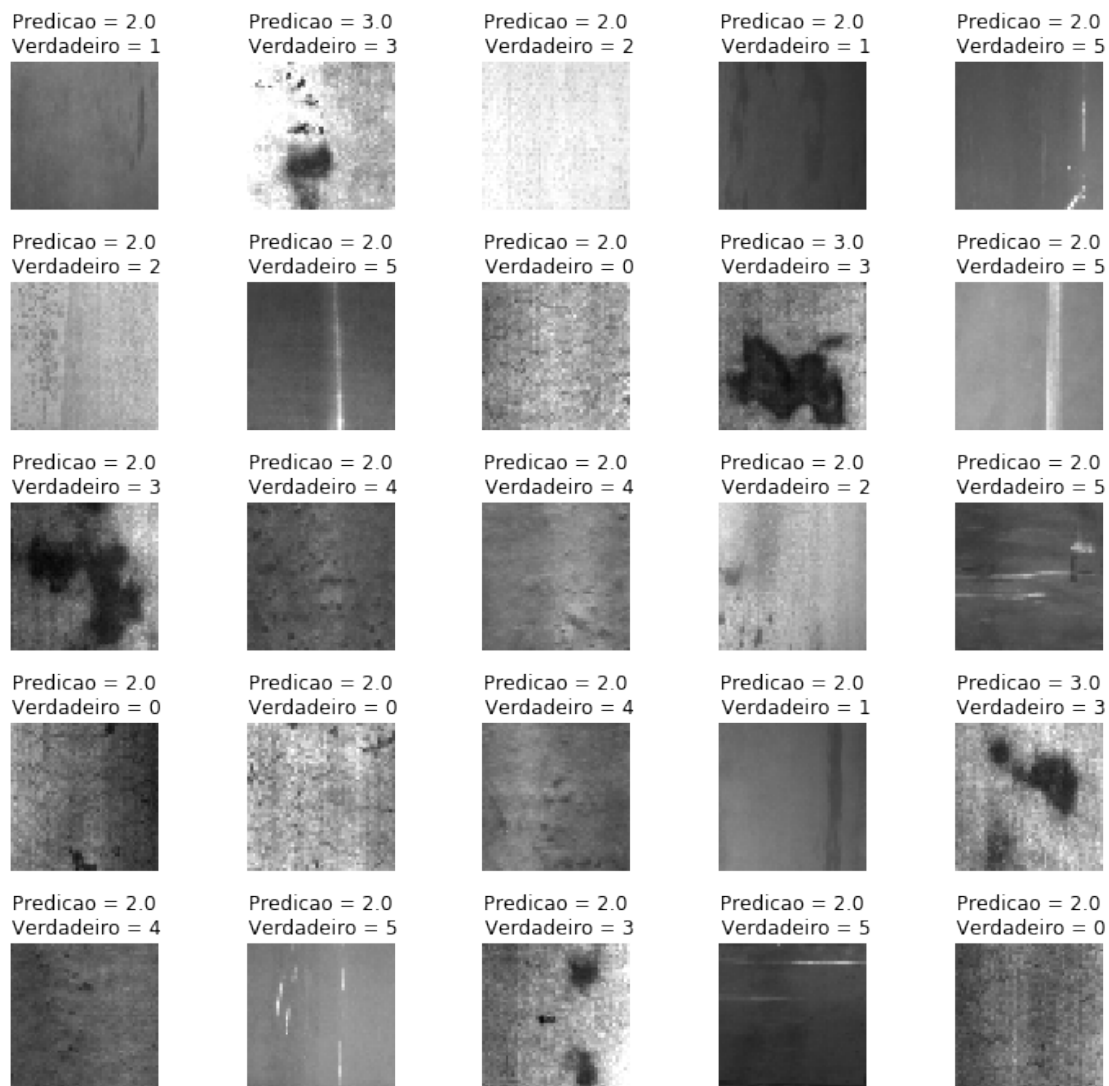 Predicao = 2.0
Verdadeiro = 1
Predicao = 3.0
Verdadeiro = 3
Predicao = 2.0
Verdadeiro = 2
Predicao = 2.0
Verdadeiro = 1
Predicao = 2.0
Verdadeiro = 5
Predicao = 2.0
Verdadeiro = 2
Predicao = 2.0
Verdadeiro = 5
Predicao = 2.0
Verdadeiro = 0
Predicao = 3.0
Verdadeiro = 3
Predicao = 2.0
Verdadeiro = 5
Predicao = 2.0
Verdadeiro = 3
Predicao = 2.0
Verdadeiro = 4
Predicao = 2.0
Verdadeiro = 4
Predicao = 2.0
Verdadeiro = 2
Predicao = 2.0
Verdadeiro = 5
Predicao = 2.0
Verdadeiro = 0
Predicao = 2.0
Verdadeiro = 0
Predicao = 2.0
Verdadeiro = 4
Predicao = 2.0
Verdadeiro = 1
Predicao = 3.0
Verdadeiro = 3
Predicao = 2.0
Verdadeiro = 4
Predicao = 2.0
Verdadeiro = 5
Predicao = 2.0
Verdadeiro = 3
Predicao = 2.0
Verdadeiro = 5
Predicao = 2.0
Verdadeiro = 0